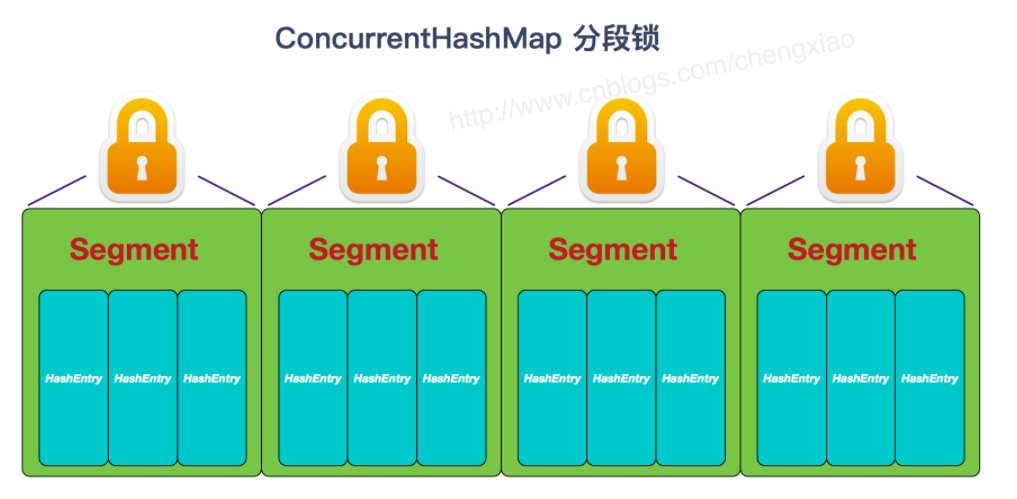 ConcurrentHashMap 分段锁
http://www.cnblogs.com/chengxiao
Segment Segment Segment Segment
HashEntry HashEntry HashEntry HashEntry HashEntry HashEntry HashEntry HashEntry HashEntry HashEntry HashEntry HashEntry